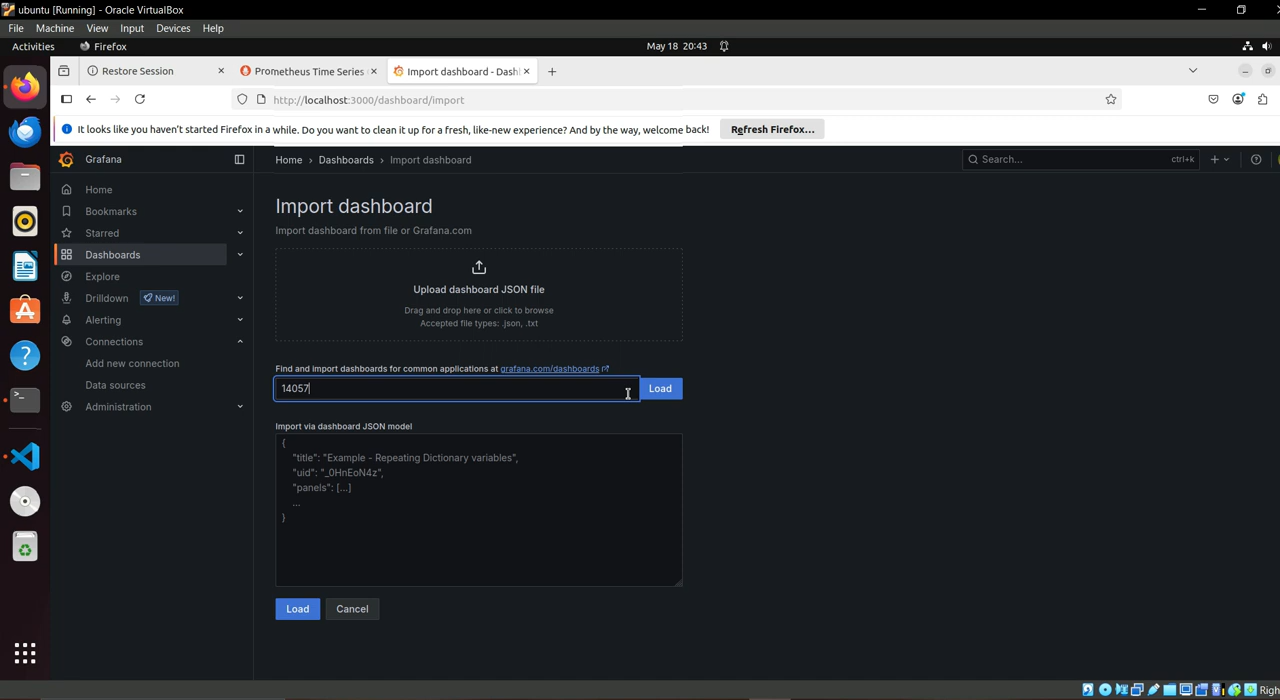 ubuntu [Running] - Oracle VirtualBox
File Machine View Input Devices Help
Activities Firefox May 18 20:43
Restore Session Prometheus Time Series Import dashboard - Dash
http://localhost:3000/dashboard/import
It looks like you haven't started Firefox in a while. Do you want to clean it up for a fresh, like-new experience? And by the way, welcome back! Refresh Firefox...
Grafana Home › Dashboards › Import dashboard Search... ctrl+k
Home
Bookmarks
Starred
Dashboards
Explore
Drilldown New!
Alerting
Connections
Add new connection
Data sources
Administration
Import dashboard
Import dashboard from file or Grafana.com
Upload dashboard JSON file
Drag and drop here or click to browse
Accepted file types: .json, .txt
Find and import dashboards for common applications at grafana.com/dashboards
14057 Load
Import via dashboard JSON model
{
"title": "Example - Repeating Dictionary variables",
"uid": "_0HnEoN4z",
"panels": [...]
...
}
Load Cancel
Righ